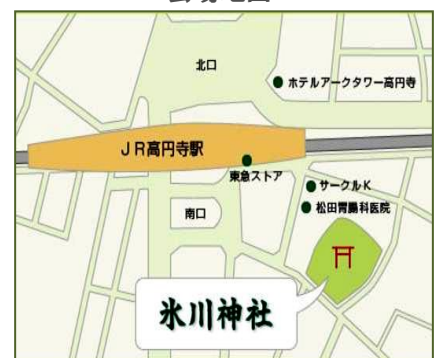 北口
ホテルアークタワー高円寺
JR高円寺駅
東急ストア
サークルK
松田胃腸科医院
南口
氷川神社